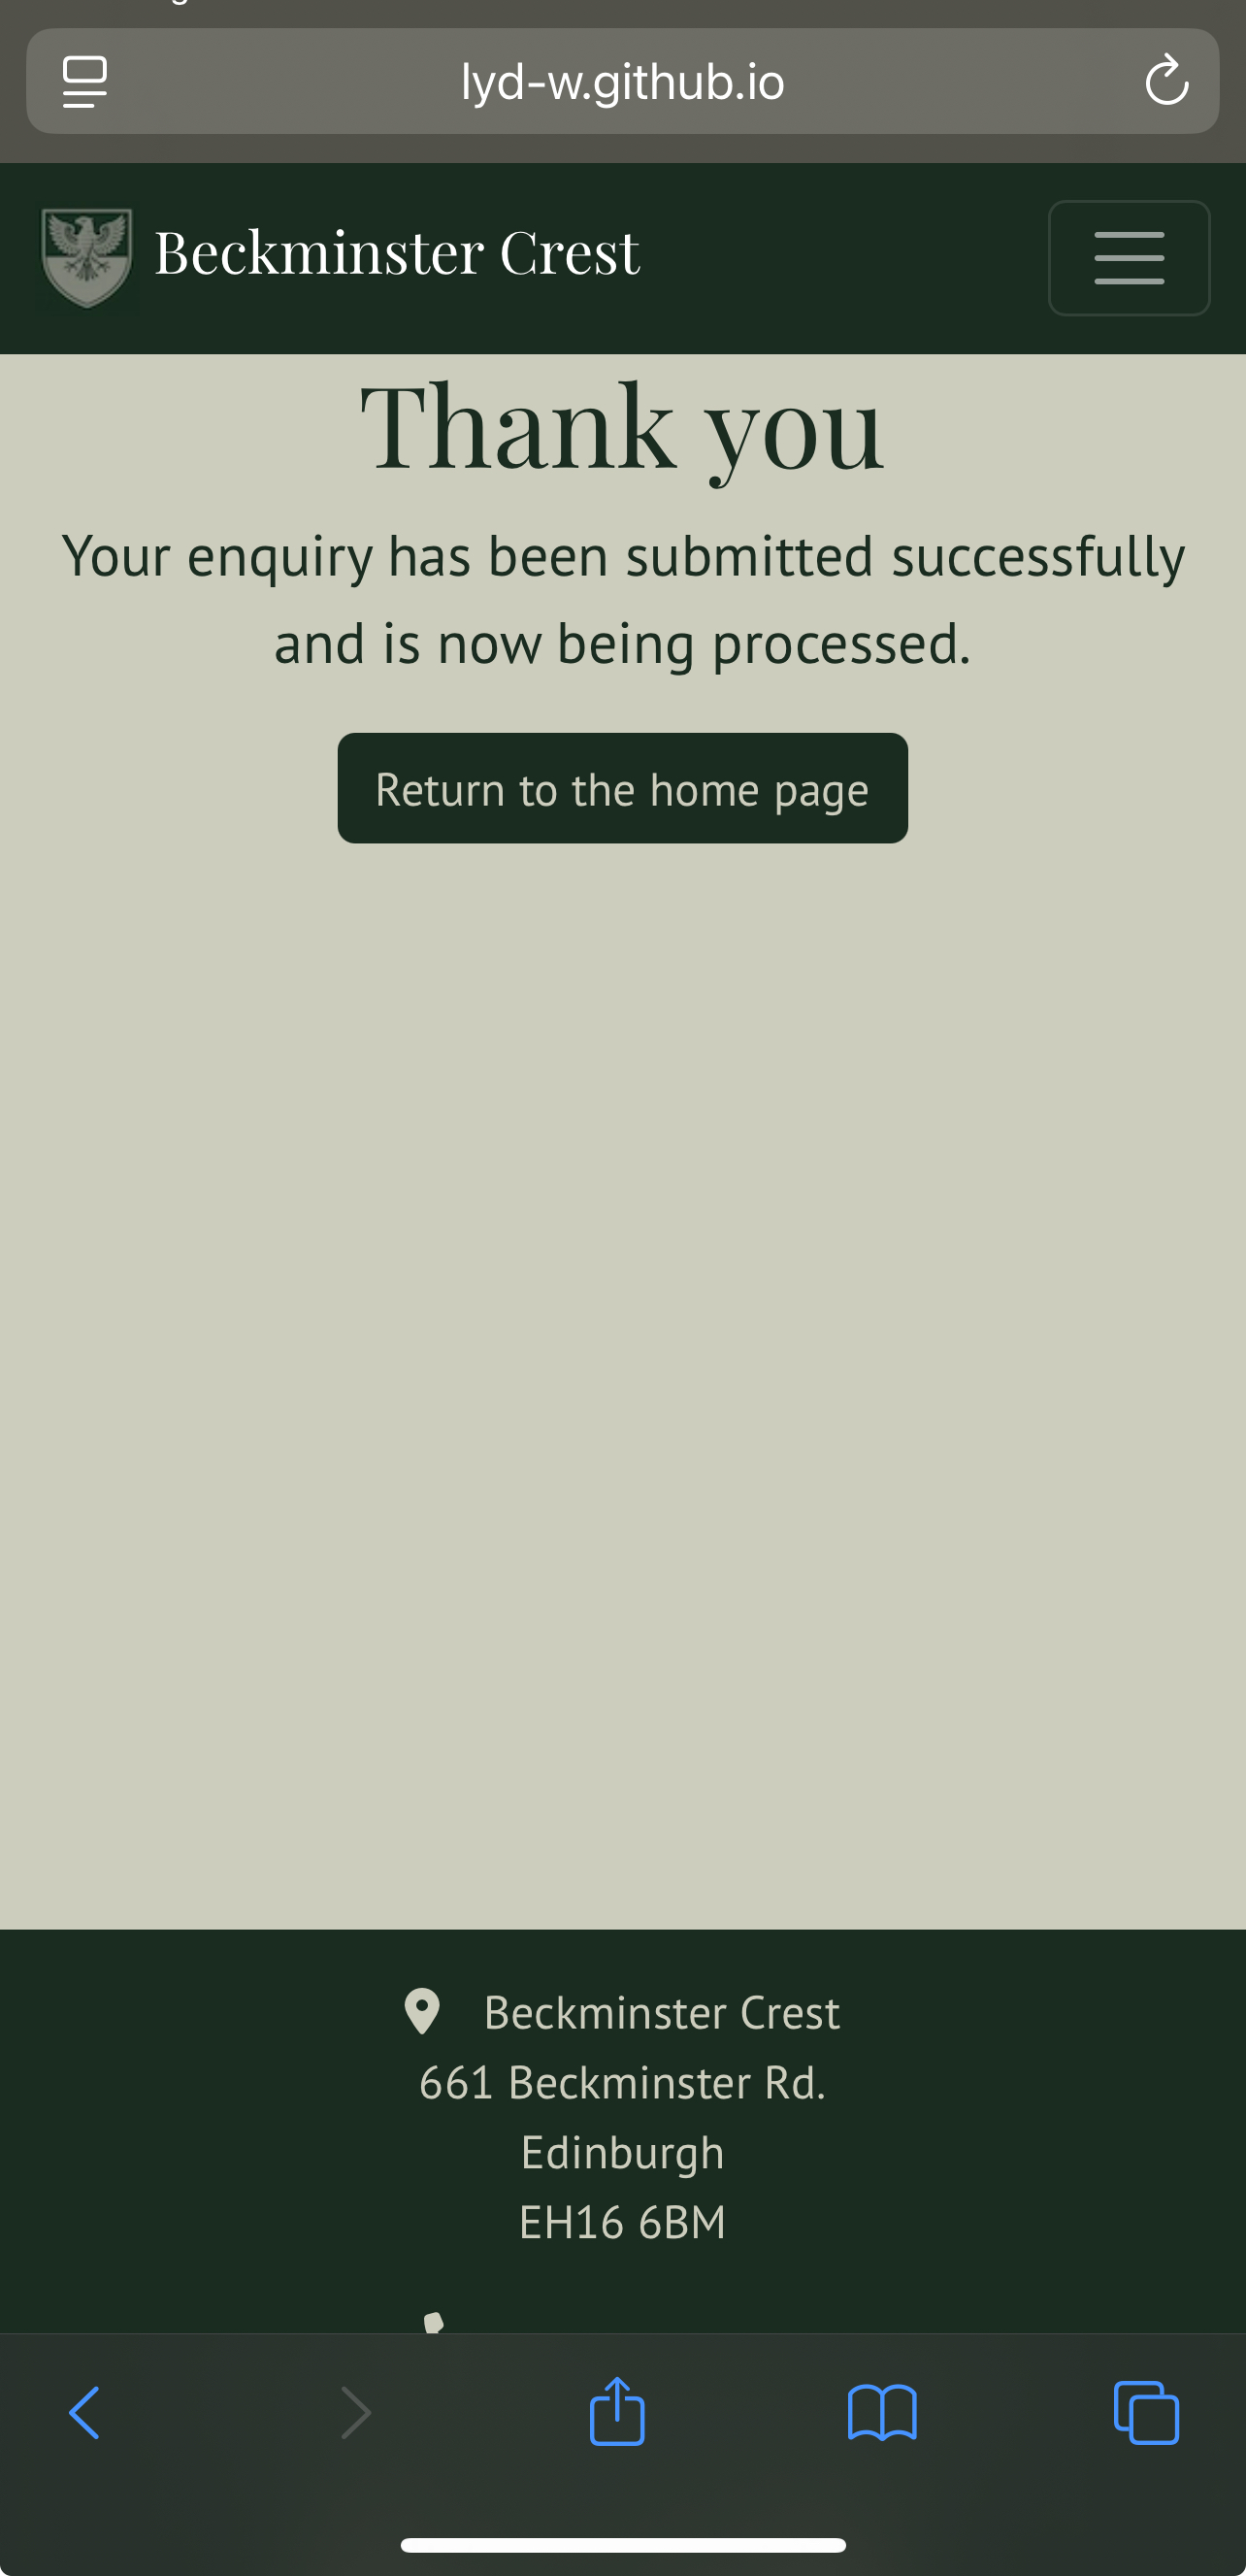 lyd-w.github.io
Beckminster Crest
Thank you
Your enquiry has been submitted successfully
and is now being processed.
Return to the home page
Beckminster Crest
661 Beckminster Rd.
Edinburgh
EH16 6BM